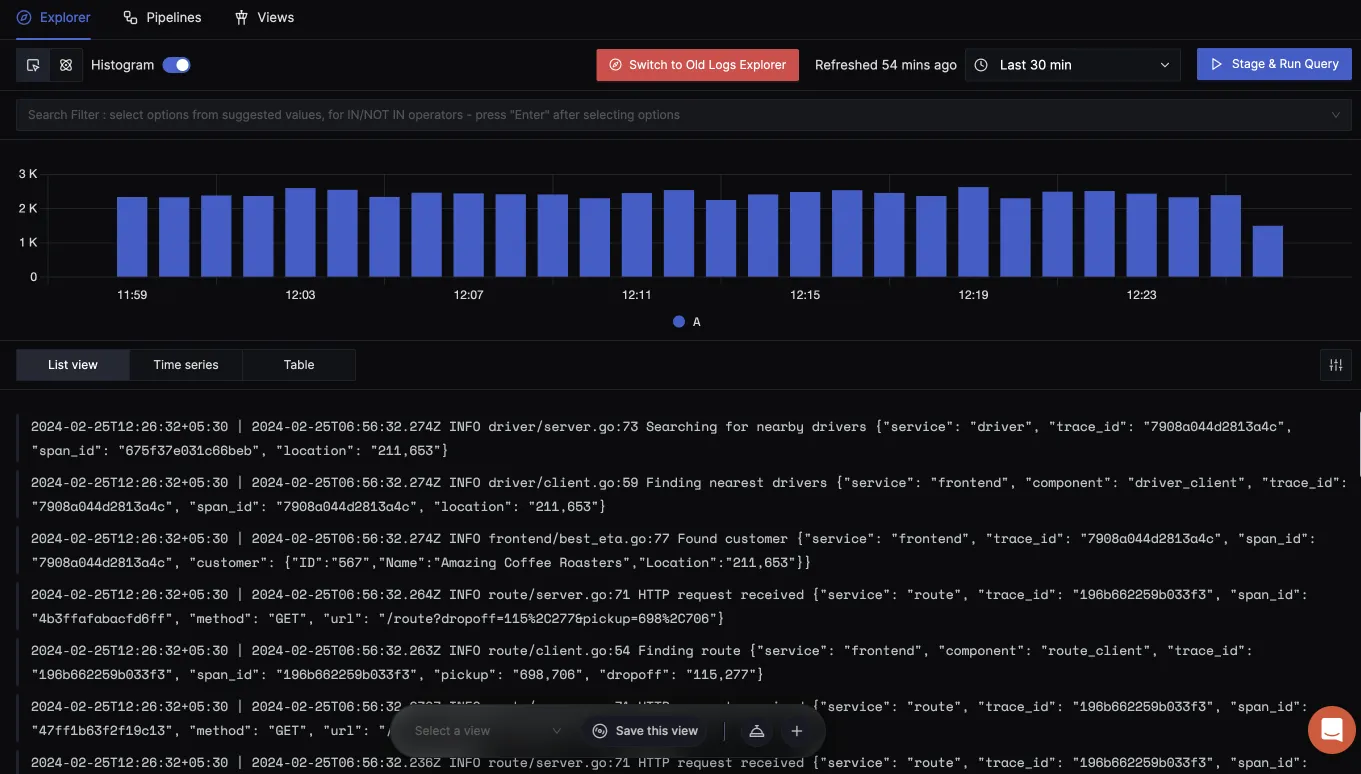 Explorer Pipelines Views
Histogram Switch to Old Logs Explorer Refreshed 54 mins ago Last 30 min Stage & Run Query
Search Filter : select options from suggested values, for IN/NOT IN operators - press "Enter" after selecting options
3 K
2 K
1 K
0
11:59 12:03 12:07 12:11 12:15 12:19 12:23
A
List view Time series Table
2024-02-25T12:26:32+05:30 | 2024-02-25T06:56:32.274Z INFO driver/server.go:73 Searching for nearby drivers {"service": "driver", "trace_id": "7908a044d2813a4c",
"span_id": "675f37e031c66beb", "location": "211,653"}
2024-02-25T12:26:32+05:30 | 2024-02-25T06:56:32.274Z INFO driver/client.go:59 Finding nearest drivers {"service": "frontend", "component": "driver_client", "trace_id":
"7908a044d2813a4c", "span_id": "7908a044d2813a4c", "location": "211,653"}
2024-02-25T12:26:32+05:30 | 2024-02-25T06:56:32.274Z INFO frontend/best_eta.go:77 Found customer {"service": "frontend", "trace_id": "7908a044d2813a4c", "span_id":
"7908a044d2813a4c", "customer": {"ID":"567","Name":"Amazing Coffee Roasters","Location":"211,653"}}
2024-02-25T12:26:32+05:30 | 2024-02-25T06:56:32.264Z INFO route/server.go:71 HTTP request received {"service": "route", "trace_id": "196b662259b033f3", "span_id":
"4b3ffafabacfd6ff", "method": "GET", "url": "/route?dropoff=115%2C277&pickup=698%2C706"}
2024-02-25T12:26:32+05:30 | 2024-02-25T06:56:32.263Z INFO route/client.go:54 Finding route {"service": "frontend", "component": "route_client", "trace_id":
"196b662259b033f3", "span_id": "196b662259b033f3", "pickup": "698,706", "dropoff": "115,277"}
2024-02-25T12:26:32+05:30 | 2024-02-25T06:56:32 INFO route/server.go:71 HTTP request received {"service": "route", "trace_id": "196b662259b033f3", "span_id":
"47ff1b63f2f19c13", "method": "GET", "url": "/
Select a view Save this view
2024-02-25T12:26:32+05:30 | 2024-02-25T06:56:32.236Z INFO route/server.go:71 HTTP request received {"service": "route", "trace_id": "196b662259b033f3", "span_id":